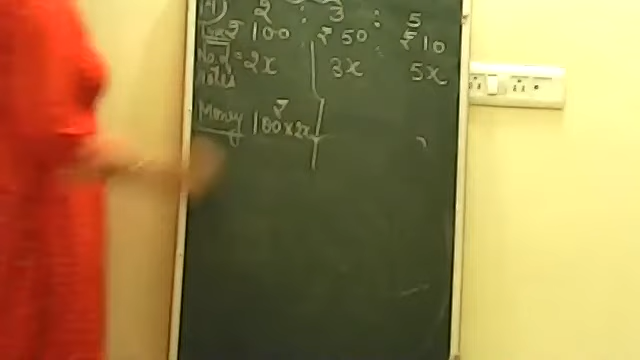 2 : 3 : 5
₹ 100 ₹ 50 ₹ 10
No. of = 2x 3x 5x
Notes
Money ₹ 100×2x